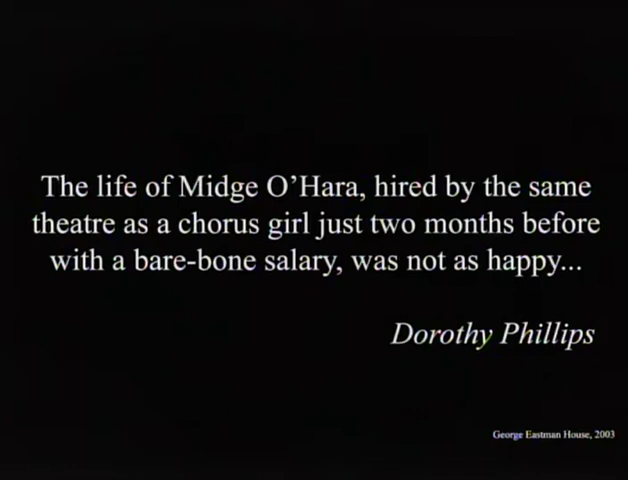 The life of Midge O’Hara, hired by the same
theatre as a chorus girl just two months before
with a bare-bone salary, was not as happy...
Dorothy Phillips
George Eastman House, 2003